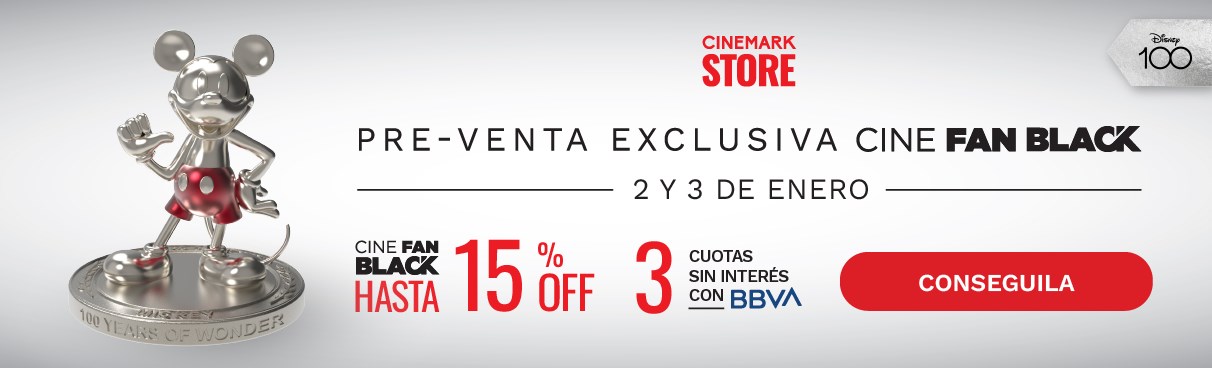 CINEMARK
STORE
Disney
100
PRE-VENTA EXCLUSIVA CINE FAN BLACK
2 Y 3 DE ENERO
CINE FAN
BLACK
HASTA
15% OFF
3
CUOTAS
SIN INTERÉS
CON BBVA
CONSEGUILA
MICKEY
100 YEARS OF WONDER